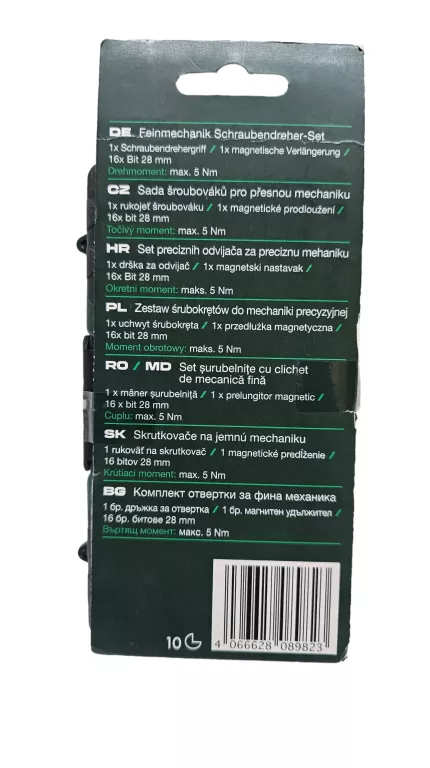 DE Feinmechanik Schraubendreher-Set
1x Schraubendrehergriff / 1x magnetische Verlängerung /
16x Bit 28 mm
Drehmoment: max. 5 Nm
CZ Sada šroubováků pro přesnou mechaniku
1x rukojeť šroubováku / 1x magnetické prodloužení /
16x bit 28 mm
Točivý moment: max. 5 Nm
HR Set preciznih odvijača za preciznu mehaniku
1x drška za odvijač / 1x magnetski nastavak /
16x Bit 28 mm
Okretni moment: maks. 5 Nm
PL Zestaw śrubokrętów do mechaniki precyzyjnej
1x uchwyt śrubokręta / 1x przedłużka magnetyczna /
16x bit 28 mm
Moment obrotowy: maks. 5 Nm
RO / MD Set șurubelnițe cu clichet
de mecanică fină
1 x mâner șurubelniță / 1 x prelungitor magnetic /
16 x bit 28 mm
Cuplu: max. 5 Nm
SK Skrutkovače na jemnú mechaniku
1 rukoväť na skrutkovač / 1 magnetické predĺženie /
16 bitov 28 mm
Krútiaci moment: max. 5 Nm
BG Комплект отвертки за фина механика
1 бр. дръжка за отвертка / 1 бр. магнитен удължител /
16 бр. битове 28 mm
Въртящ момент: макс. 5 Nm
10
4 066628 089823